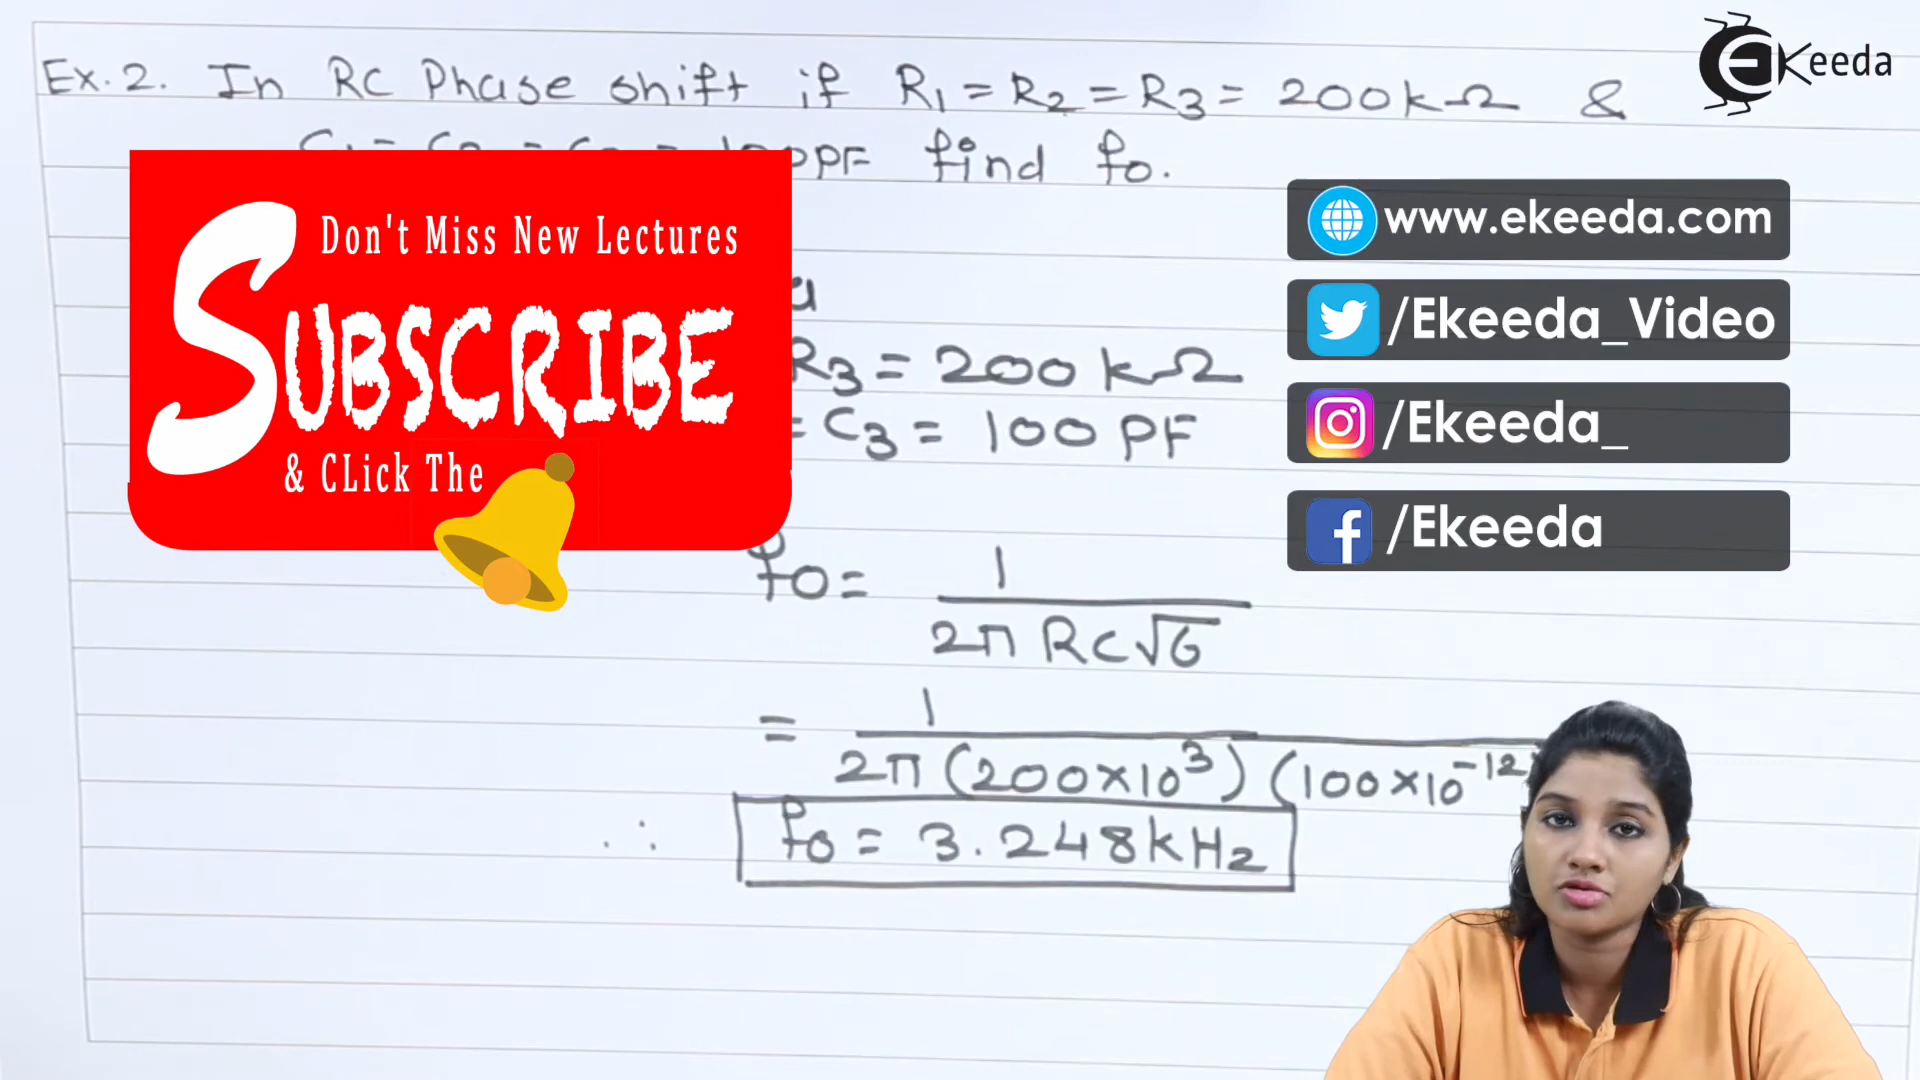 Ex. 2. In RC Phase shift if R1 = R2 = R3 = 200kΩ &
PF find fo.
R3 = 200 kΩ
= C3 = 100 PF
fo = 1
2π RC√6
= 1
2π (200×10³) (100×10⁻¹²
∴ fo = 3.248kHz
Don't Miss New Lectures
SUBSCRIBE
& CLick The
EKeeda
www.ekeeda.com
/Ekeeda_Video
/Ekeeda_
/Ekeeda